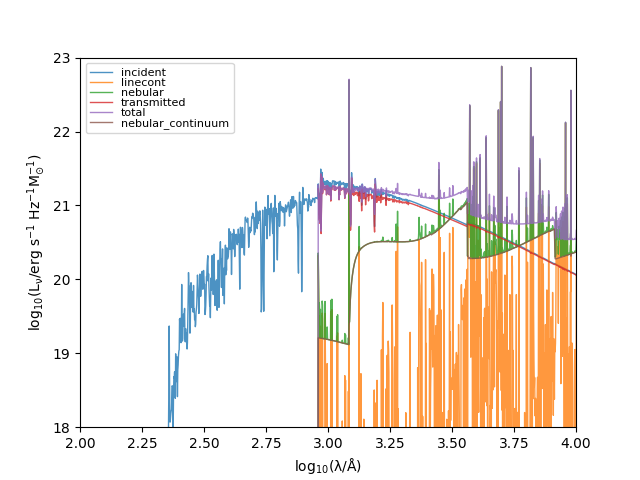 23
22
21
20
19
18
log₁₀(Lν/erg s⁻¹ Hz⁻¹M⊙⁻¹)
incident
linecont
nebular
transmitted
total
nebular_continuum
2.00 2.25 2.50 2.75 3.00 3.25 3.50 3.75 4.00
log₁₀(λ/Å)